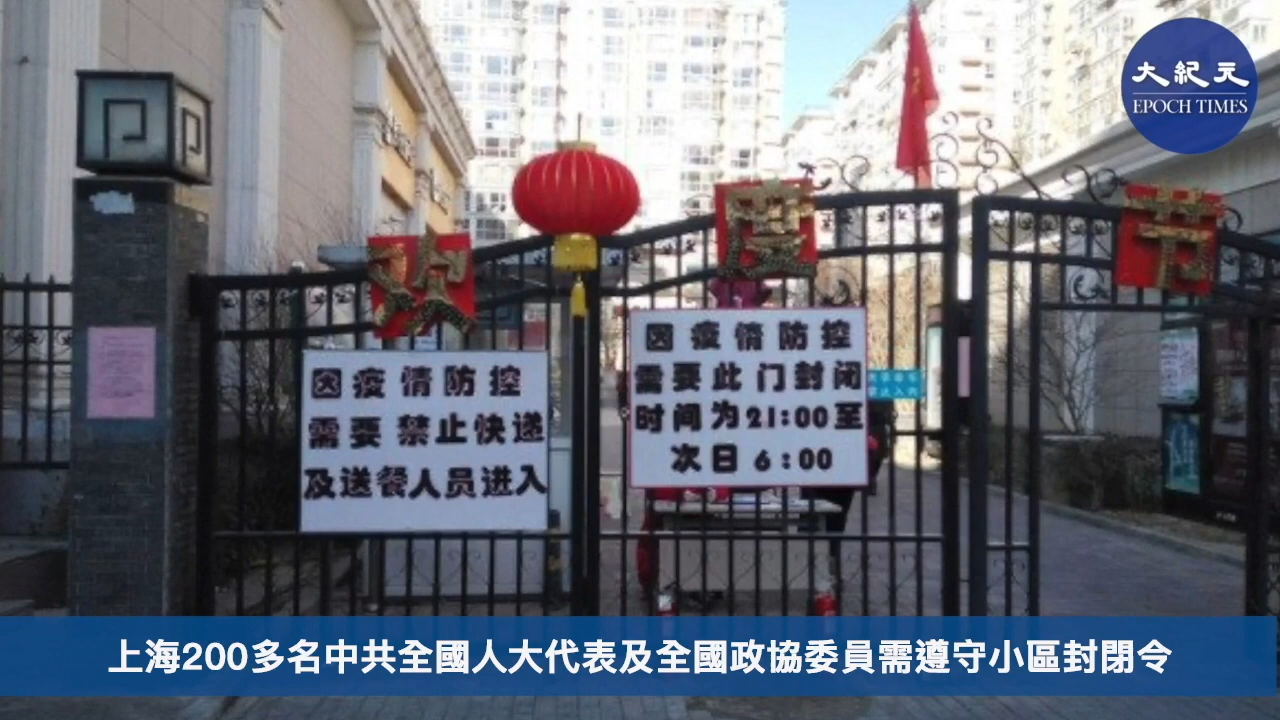 大紀元
EPOCH TIMES
欢度节
因疫情防控
需要禁止快递
及送餐人员进入
因疫情防控
需要此门封闭
时间为21:00至
次日6:00
上海200多名中共全國人大代表及全國政協委員需遵守小區封閉令